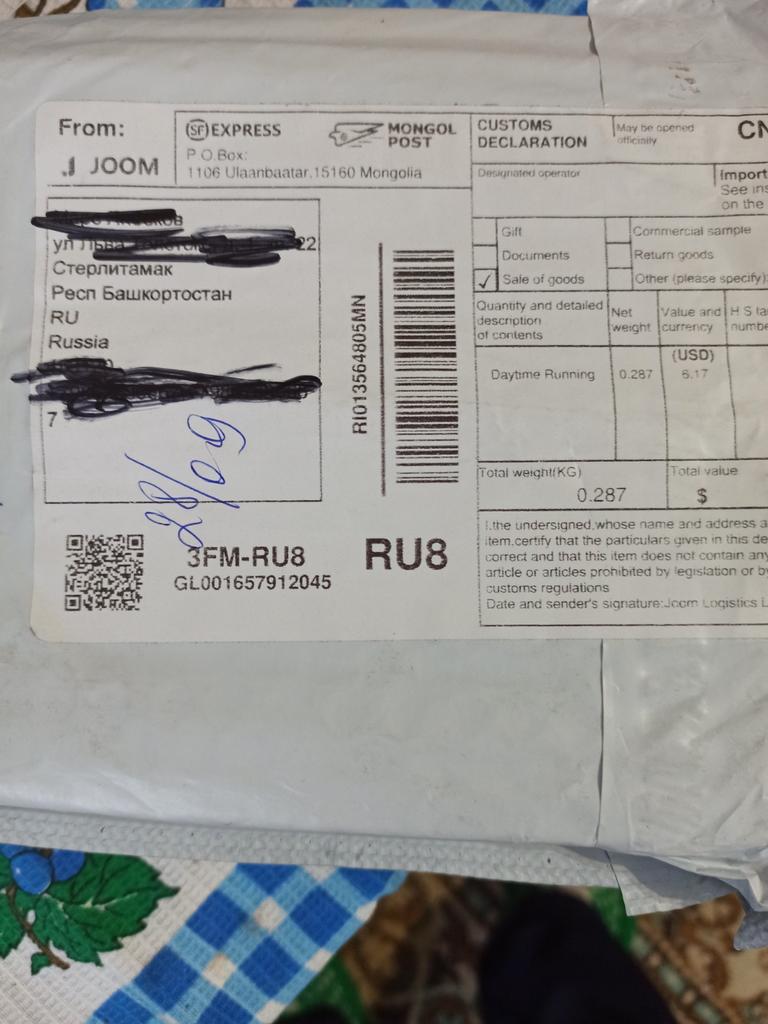 From:
JOOM
SF EXPRESS
MONGOL POST
P.O.Box:
1106 Ulaanbaatar,15160 Mongolia
ул
22
Стерлитамак
Респ Башкортостан
RU
Russia
7
28/09
3FM-RU8
GL001657912045
RI013564805MN
RU8
CUSTOMS
DECLARATION
May be opened
officially
CN
Designated operator
Import
See ins
on the
Gift
Commercial sample
Documents
Return goods
✓ Sale of goods
Other (please specify):
Quantity and detailed
description
of contents
Net
weight
Value and
currency
H S ta
numbe
(USD)
Daytime Running
0.287
6.17
Total weight(KG)
0.287
Total value
$
I,the undersigned,whose name and address a
item,certify that the particulars given in this de
correct and that this item does not contain any
article or articles prohibited by legislation or by
customs regulations
Date and sender's signature:Joom Logistics L